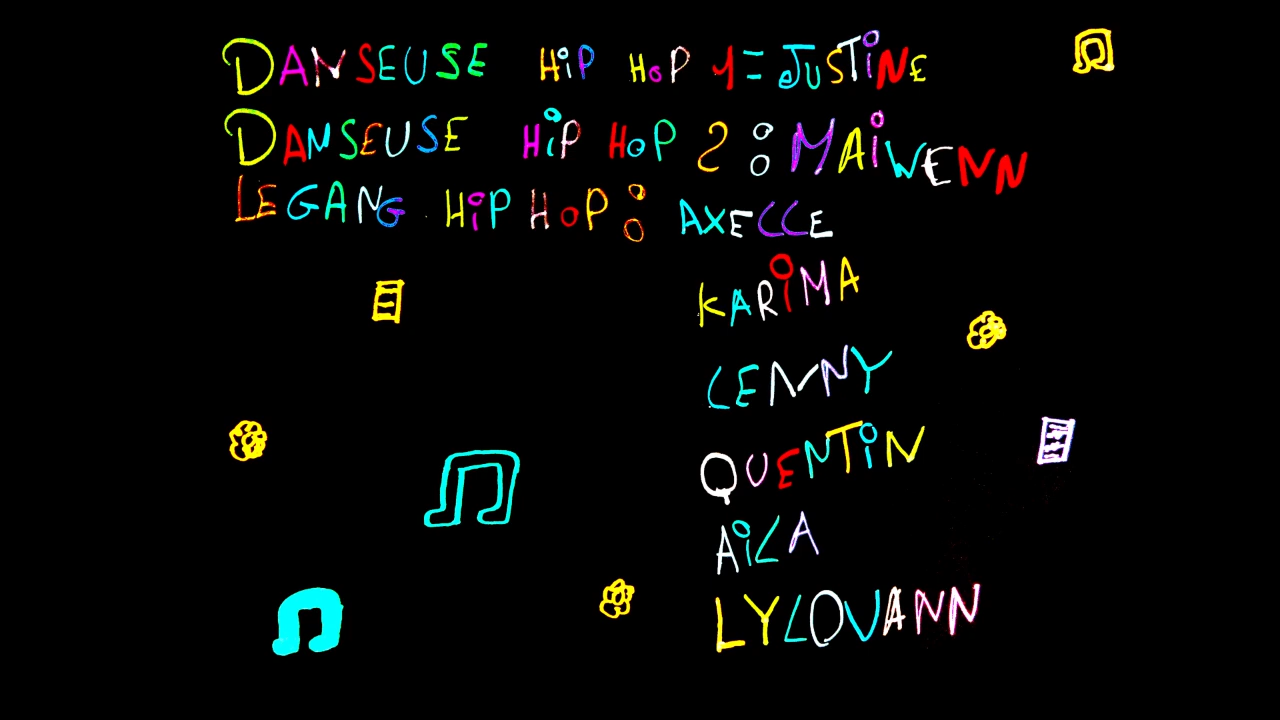 DANSEUSE HiP HoP 1= JUSTiNE
DANSEUSE HiP HoP 2 : MAiWENN
LE GANG HiP HoP : AXELLE
KARiMA
LENNY
QUENTiN
AiLA
LYLOVANN